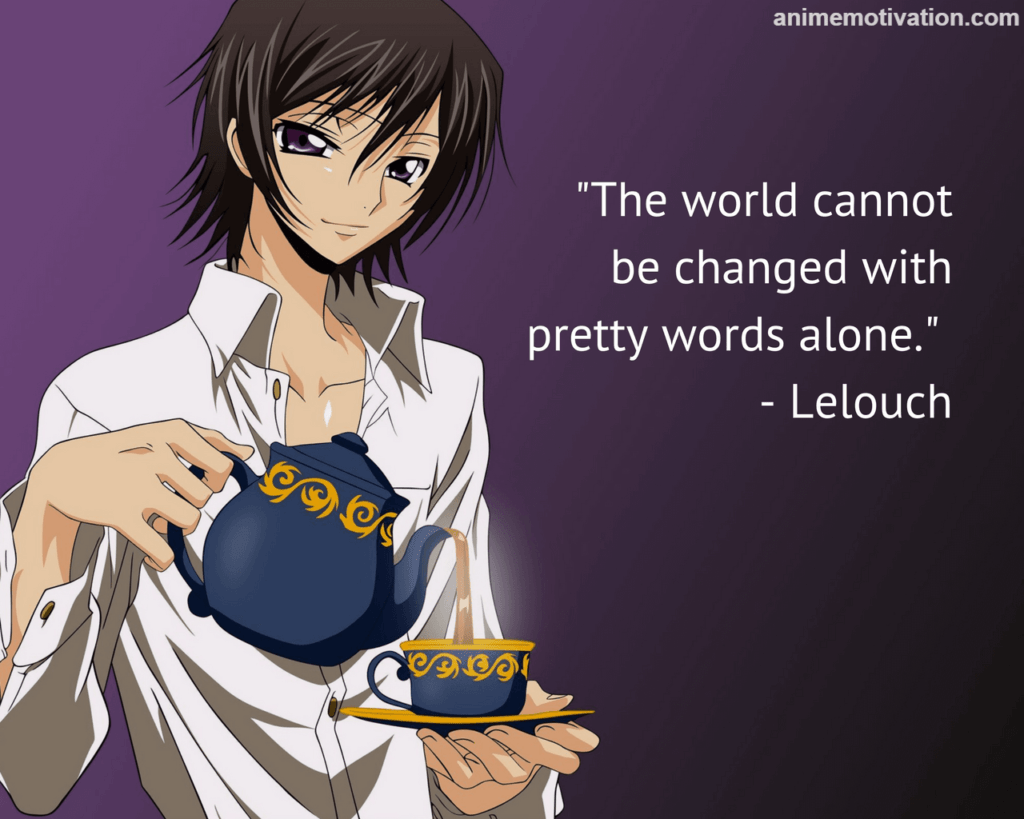 animemotivation.com
"The world cannot
be changed with
pretty words alone."
- Lelouch